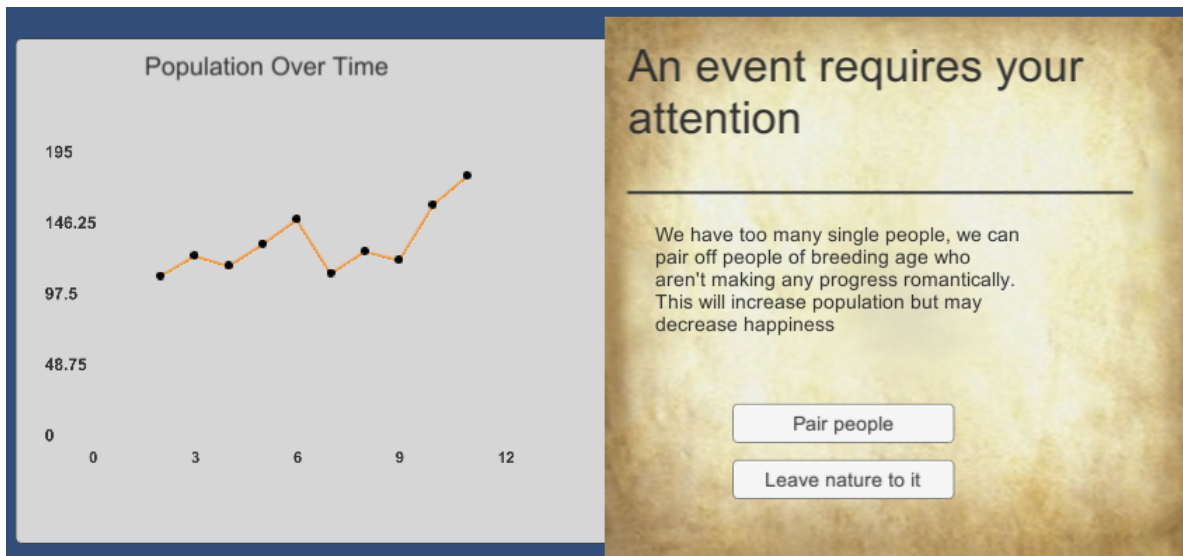 Population Over Time
195
146.25
97.5
48.75
0
0 3 6 9 12
An event requires your
attention
We have too many single people, we can
pair off people of breeding age who
aren't making any progress romantically.
This will increase population but may
decrease happiness
Pair people
Leave nature to it